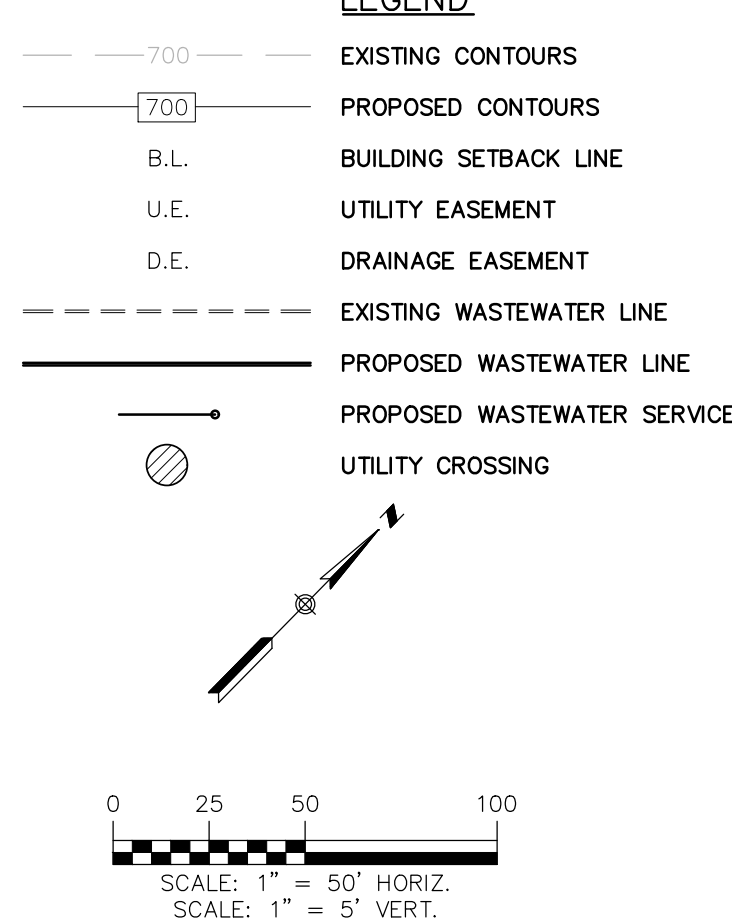 LEGEND
700 EXISTING CONTOURS
700 PROPOSED CONTOURS
B.L. BUILDING SETBACK LINE
U.E. UTILITY EASEMENT
D.E. DRAINAGE EASEMENT
EXISTING WASTEWATER LINE
PROPOSED WASTEWATER LINE
PROPOSED WASTEWATER SERVICE
UTILITY CROSSING
N
0 25 50 100
SCALE: 1" = 50' HORIZ.
SCALE: 1" = 5' VERT.